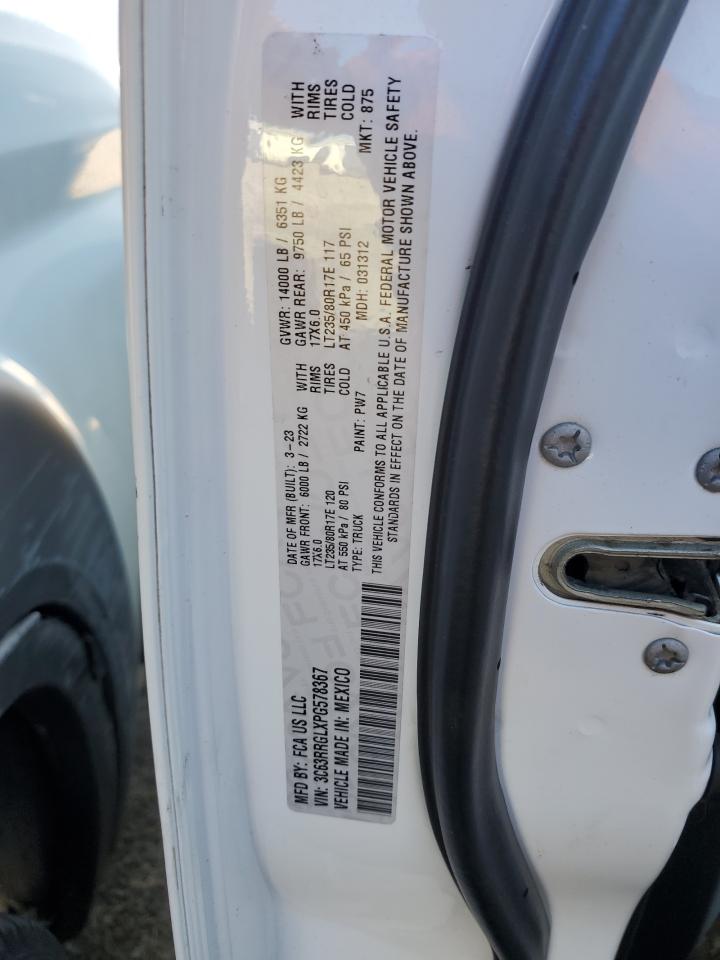 MFD BY: FCA US LLC
VIN: 3C63RRGLXPG578367
VEHICLE MADE IN: MEXICO
DATE OF MFR (BUILT): 3-23
GAWR FRONT: 6000 LB / 2722 KG WITH
17X6.0 RIMS
LT235/80R17E 120 TIRES
AT 550 kPa / 80 PSI COLD
TYPE: TRUCK PAINT: PW7
GVWR: 14000 LB / 6351 KG
GAWR REAR: 9750 LB / 4423 KG WITH
17X6.0 RIMS
LT235/80R17E 117 TIRES
AT 450 kPa / 65 PSI COLD
MDH: 031312 MKT: 875
THIS VEHICLE CONFORMS TO ALL APPLICABLE U.S.A. FEDERAL MOTOR VEHICLE SAFETY
STANDARDS IN EFFECT ON THE DATE OF MANUFACTURE SHOWN ABOVE.